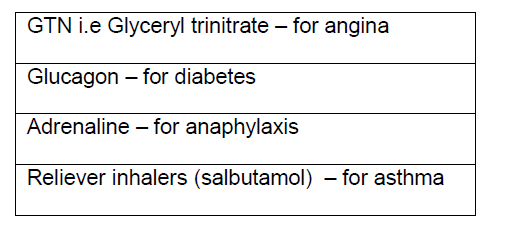 GTN i.e Glyceryl trinitrate – for angina
Glucagon – for diabetes
Adrenaline – for anaphylaxis
Reliever inhalers (salbutamol)  – for asthma